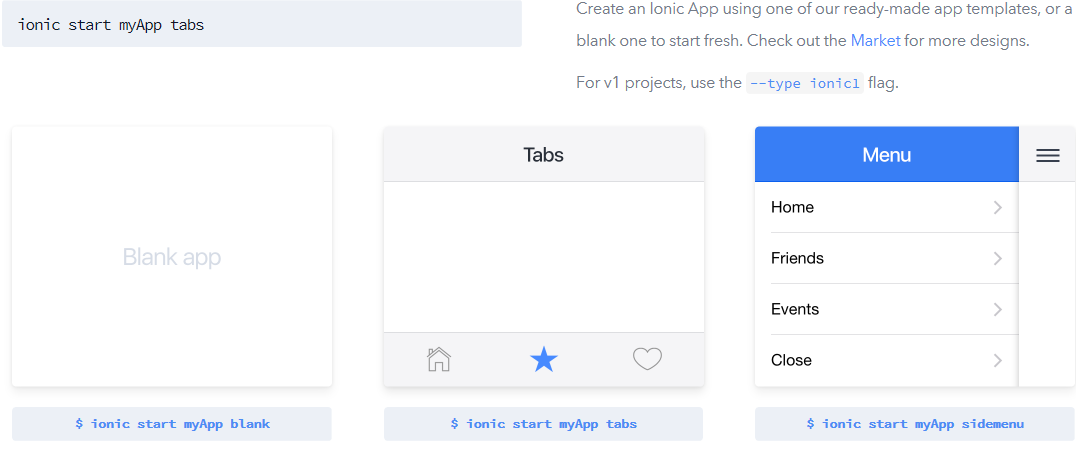 ionic start myApp tabs
Create an Ionic App using one of our ready-made app templates, or a
blank one to start fresh. Check out the Market for more designs.
For v1 projects, use the --type ionic1 flag.
Blank app
$ ionic start myApp blank
Tabs
$ ionic start myApp tabs
Menu
Home
Friends
Events
Close
$ ionic start myApp sidemenu